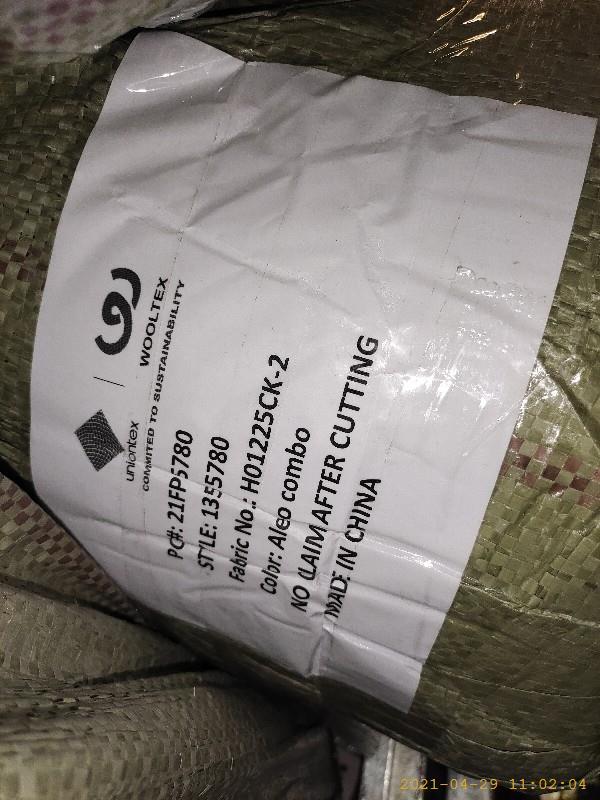 uniontex | WOOLTEX
COMMITED TO SUSTAINABILITY
PO#: 21FP5780
STYLE: 1355780
Fabric No.: H01225CK-2
Color: Aleo combo
NO CLAIM AFTER CUTTING
MADE IN CHINA
2021-04-29 11:02:04